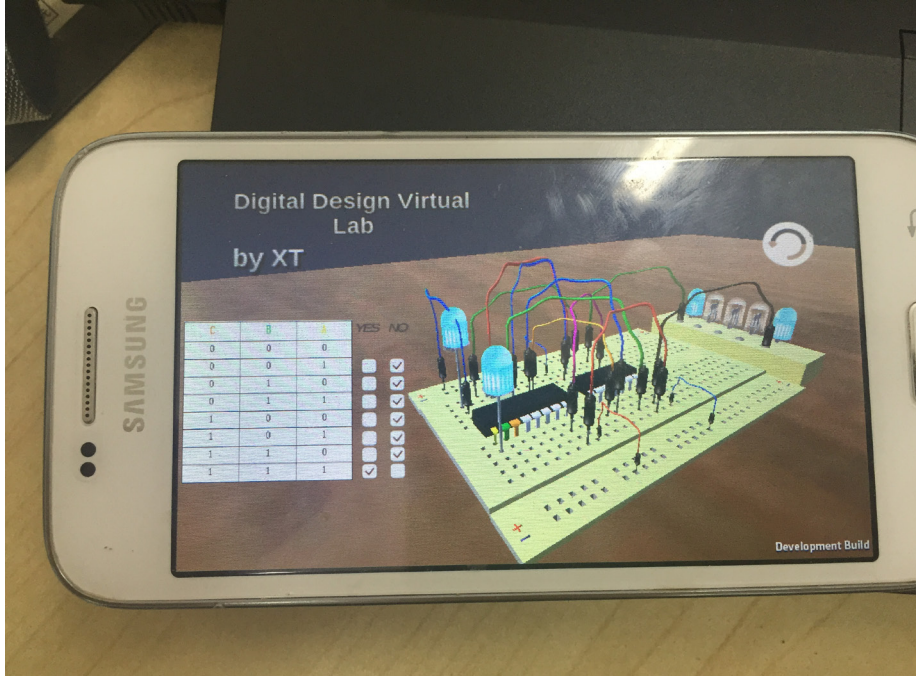 Digital Design Virtual
Lab
by XT
SAMSUNG
C B A YES NO
0 0 0
0 0 1
0 1 0
0 1 1
1 0 0
1 0 1
1 1 0
1 1 1
+
-
Development Build